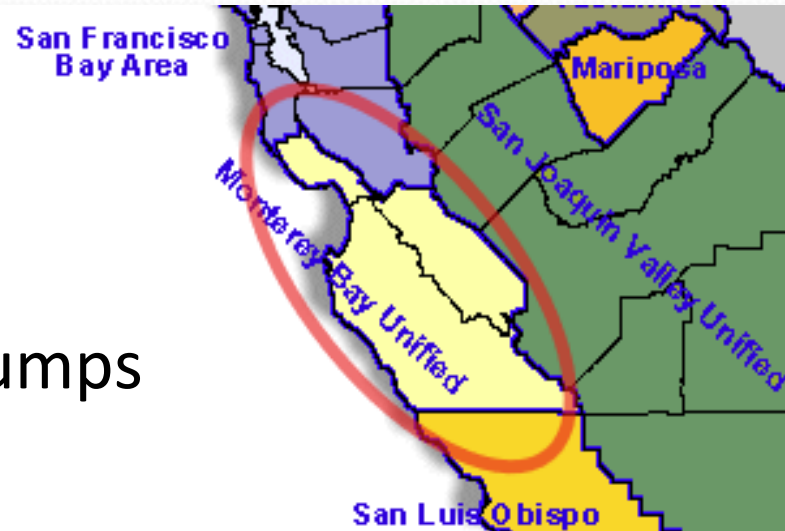 San Francisco
Bay Area
Mariposa
San Joaquin Valley Unified
Monterey Bay Unified
umps
San Luis Obispo